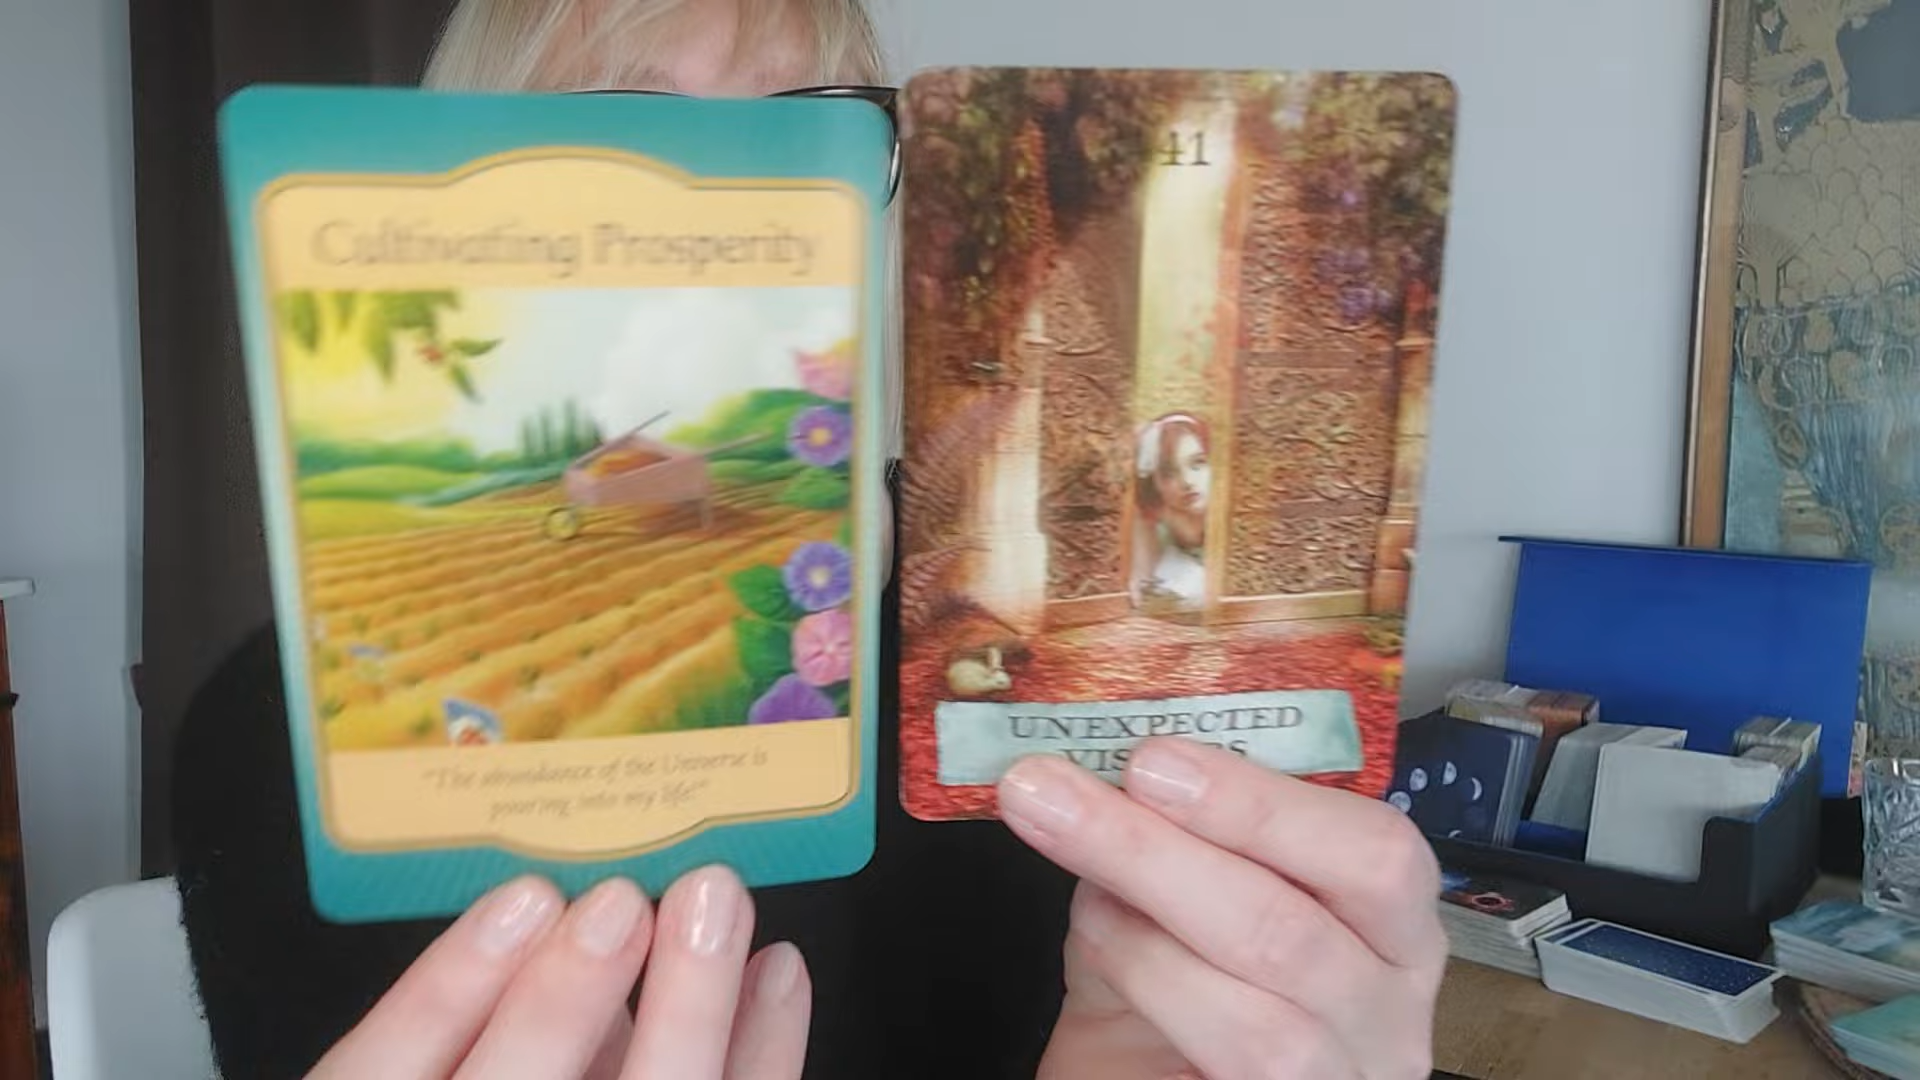 Cultivating Prosperity
"The abundance of the Universe is
pouring into my life!"
41
UNEXPECTED